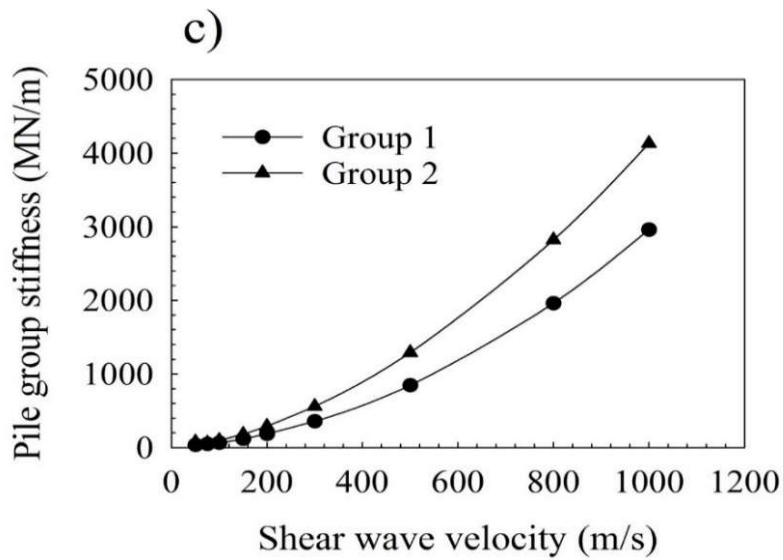 c)
Pile group stiffness (MN/m)
5000
4000
3000
2000
1000
0
Group 1
Group 2
0 200 400 600 800 1000 1200
Shear wave velocity (m/s)